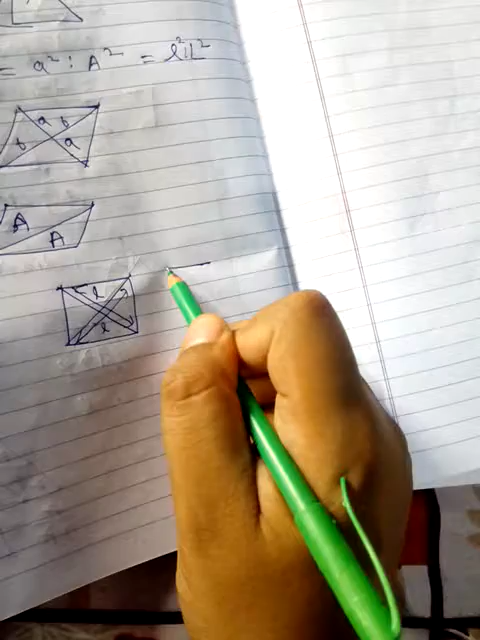 = a² : A² = l² : L²
a b
b a
A
A
l
l